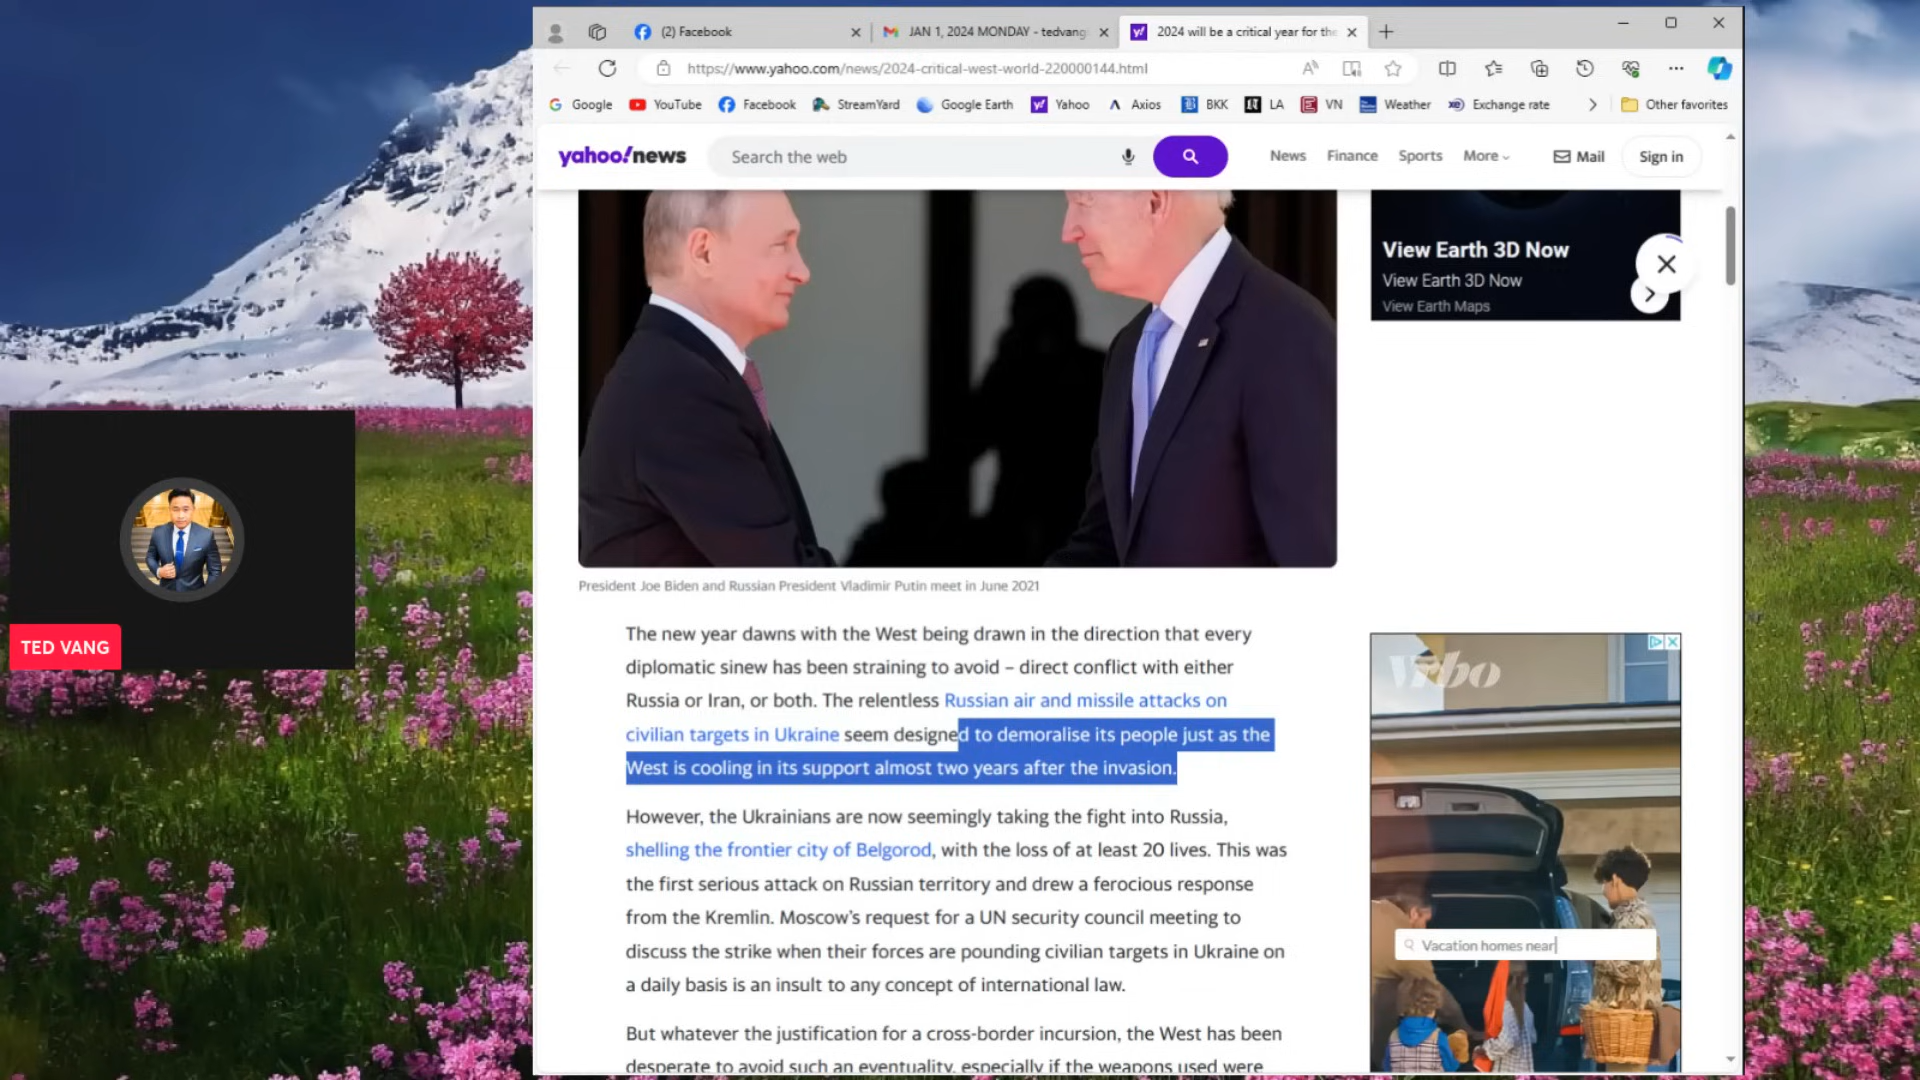 (2) Facebook
JAN 1, 2024 MONDAY - tedvang
2024 will be a critical year for the
https://www.yahoo.com/news/2024-critical-west-world-220000144.html
Google
YouTube
Facebook
StreamYard
Google Earth
Yahoo
Axios
BKK
LA
VN
Weather
Exchange rate
Other favorites
yahoo!news
Search the web
News
Finance
Sports
More
Mail
Sign in
View Earth 3D Now
View Earth 3D Now
View Earth Maps
TED VANG
President Joe Biden and Russian President Vladimir Putin meet in June 2021
The new year dawns with the West being drawn in the direction that every
diplomatic sinew has been straining to avoid – direct conflict with either
Russia or Iran, or both. The relentless Russian air and missile attacks on
civilian targets in Ukraine seem designed to demoralise its people just as the
West is cooling in its support almost two years after the invasion.
However, the Ukrainians are now seemingly taking the fight into Russia,
shelling the frontier city of Belgorod, with the loss of at least 20 lives. This was
the first serious attack on Russian territory and drew a ferocious response
from the Kremlin. Moscow's request for a UN security council meeting to
discuss the strike when their forces are pounding civilian targets in Ukraine on
a daily basis is an insult to any concept of international law.
But whatever the justification for a cross-border incursion, the West has been
desperate to avoid such an eventuality, especially if the weapons used were
Vrbo
Vacation homes near